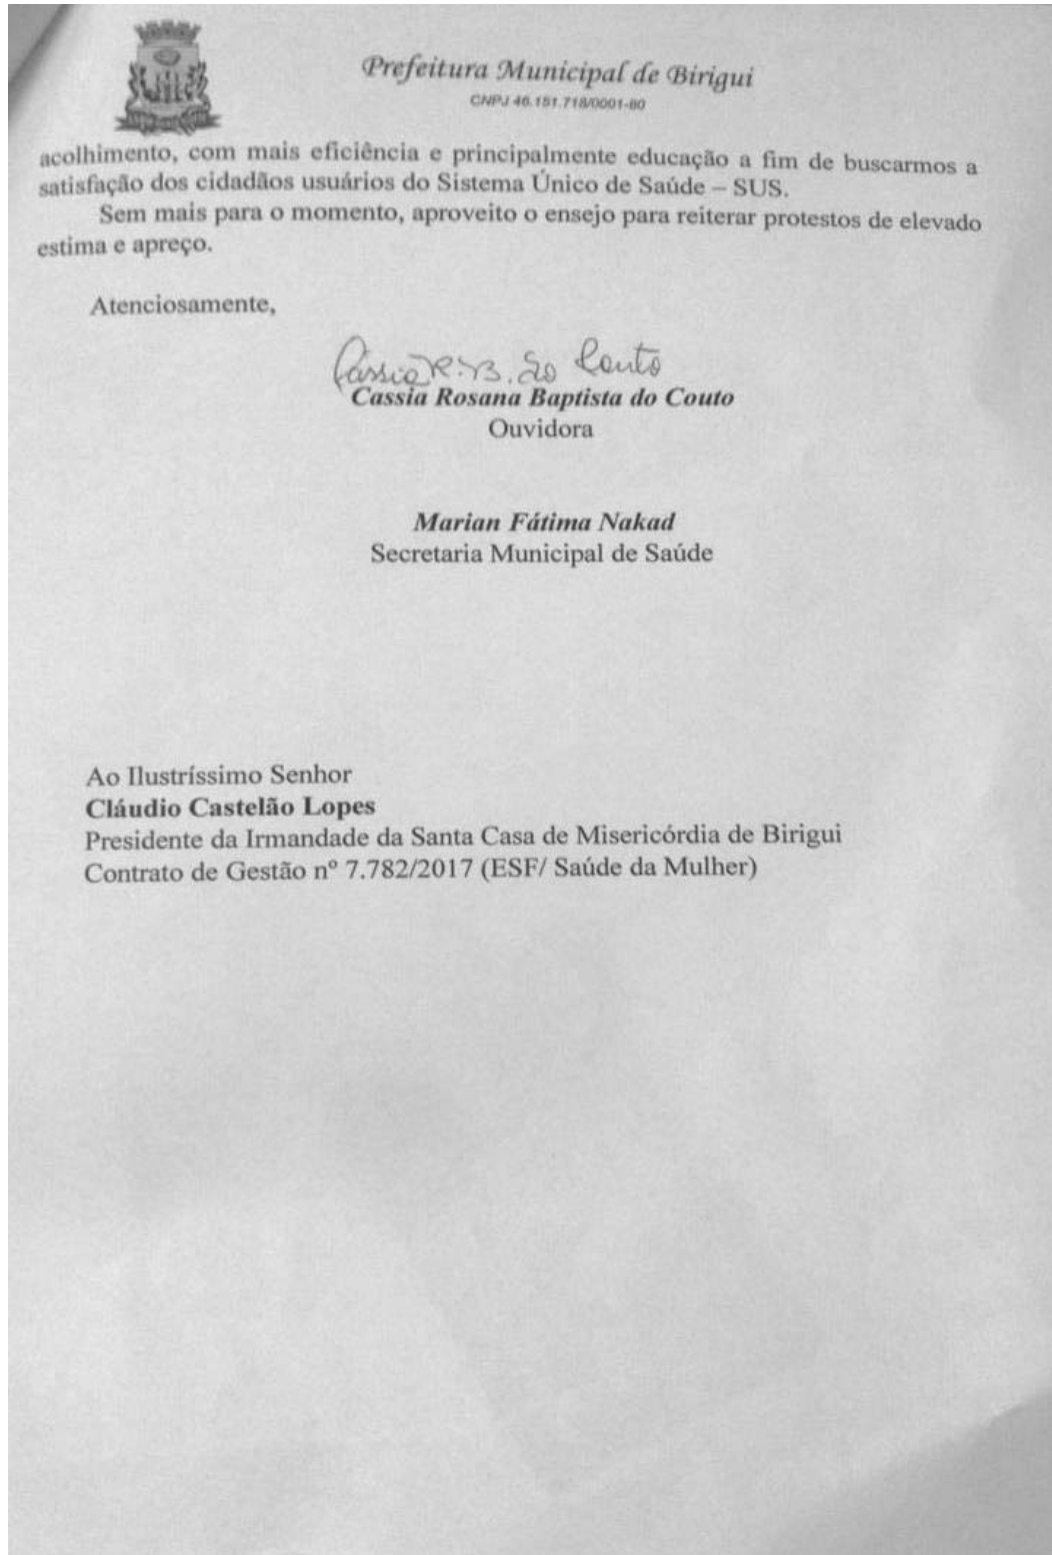 Prefeitura Municipal de Birigui
CNPJ 46.151.718/0001-80
acolhimento, com mais eficiência e principalmente educação a fim de buscarmos a
satisfação dos cidadãos usuários do Sistema Único de Saúde – SUS.
Sem mais para o momento, aproveito o ensejo para reiterar protestos de elevado
estima e apreço.
Atenciosamente,
Cássia R. B. do Couto
Cassia Rosana Baptista do Couto
Ouvidora
Marian Fátima Nakad
Secretaria Municipal de Saúde
Ao Ilustríssimo Senhor
Cláudio Castelão Lopes
Presidente da Irmandade da Santa Casa de Misericórdia de Birigui
Contrato de Gestão nº 7.782/2017 (ESF/ Saúde da Mulher)